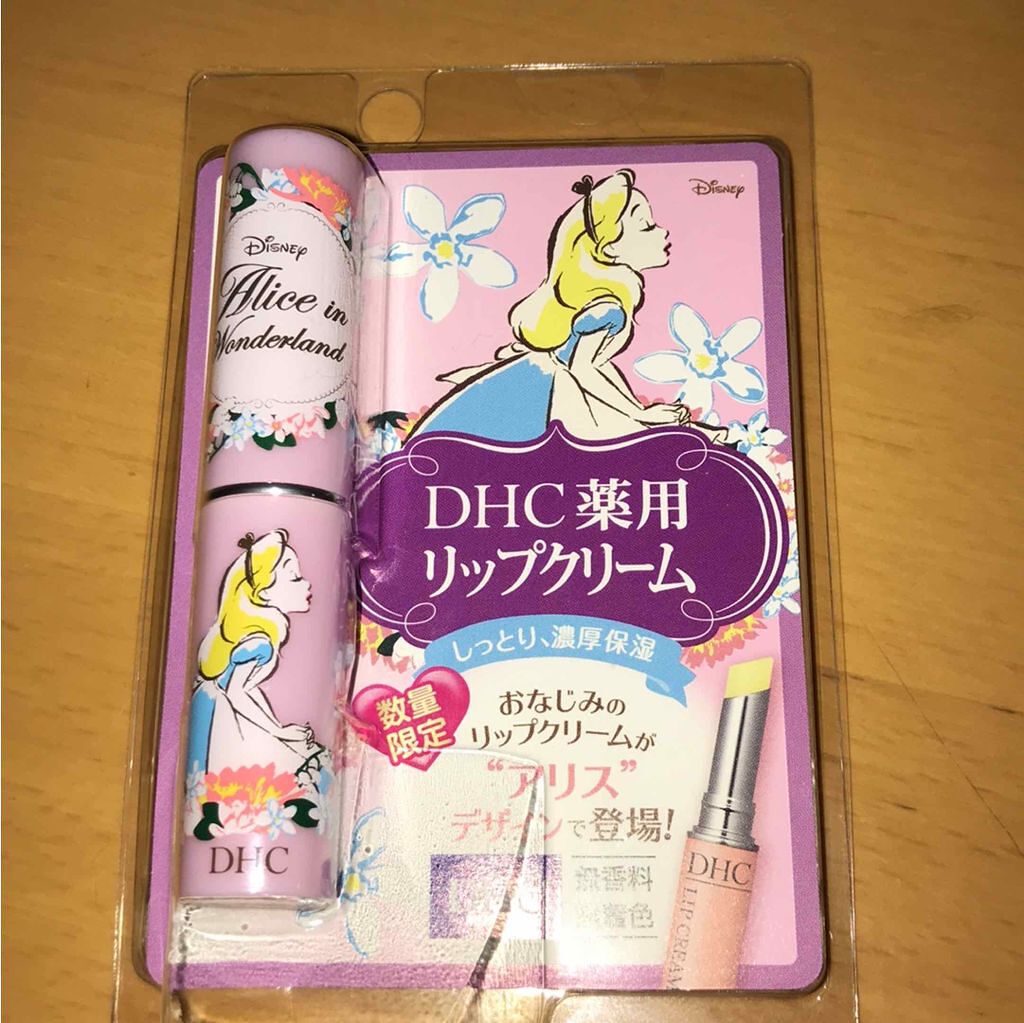 Disney
Alice in
Wonderland
DHC
Disney
DHC薬用
リップクリーム
しっとり、濃厚保湿
数量
限定
おなじみの
リップクリームが
“アリス”
デザインで登場!
無香料
無着色
DHC
LIP CREAM